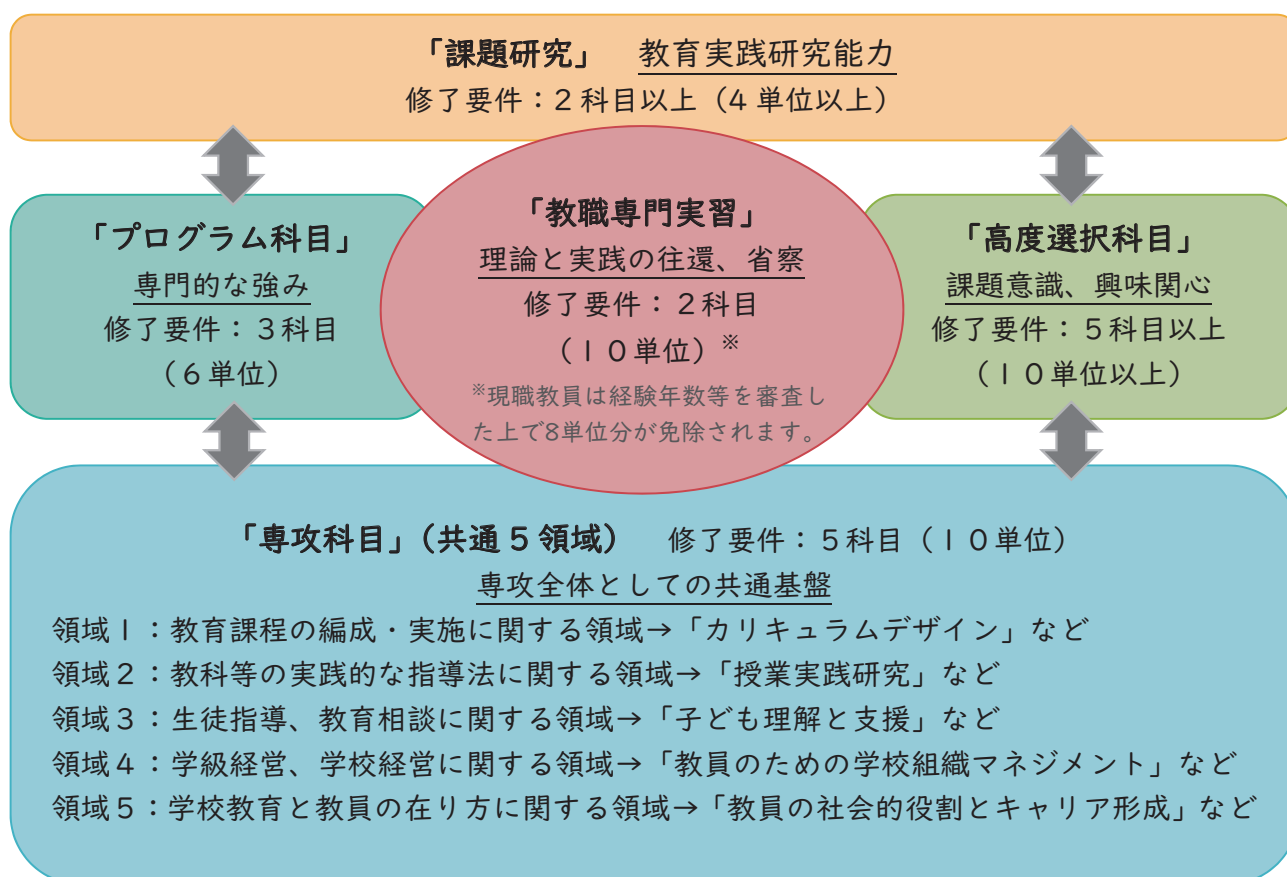 「課題研究」　教育実践研究能力
修了要件：２科目以上（４単位以上）
「プログラム科目」
専門的な強み
修了要件：３科目
（６単位）
「教職専門実習」
理論と実践の往還、省察
修了要件：２科目
（１０単位）※
※現職教員は経験年数等を審査し
た上で8単位分が免除されます。
「高度選択科目」
課題意識、興味関心
修了要件：５科目以上
（１０単位以上）
「専攻科目」（共通５領域）　修了要件：５科目（１０単位）
専攻全体としての共通基盤
領域１：教育課程の編成・実施に関する領域→「カリキュラムデザイン」など
領域２：教科等の実践的な指導法に関する領域→「授業実践研究」など
領域３：生徒指導、教育相談に関する領域→「子ども理解と支援」など
領域４：学級経営、学校経営に関する領域→「教員のための学校組織マネジメント」など
領域５：学校教育と教員の在り方に関する領域→「教員の社会的役割とキャリア形成」など